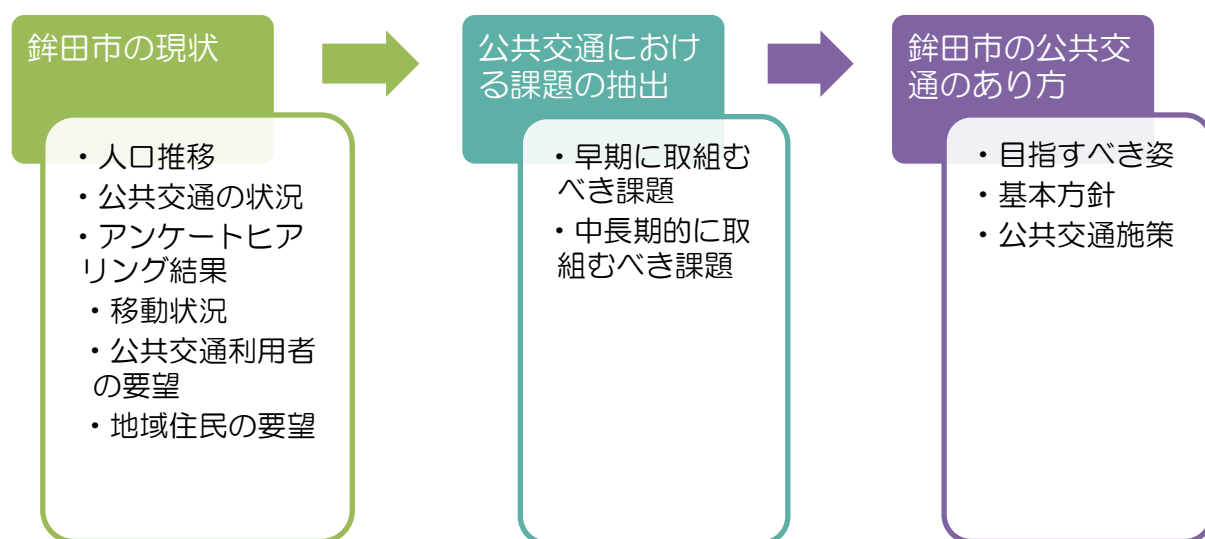 鉾田市の現状
・人口推移
・公共交通の状況
・アンケートヒア
リング結果
・移動状況
・公共交通利用者
の要望
・地域住民の要望
公共交通におけ
る課題の抽出
・早期に取組む
べき課題
・中長期的に取
組むべき課題
鉾田市の公共交
通のあり方
・目指すべき姿
・基本方針
・公共交通施策